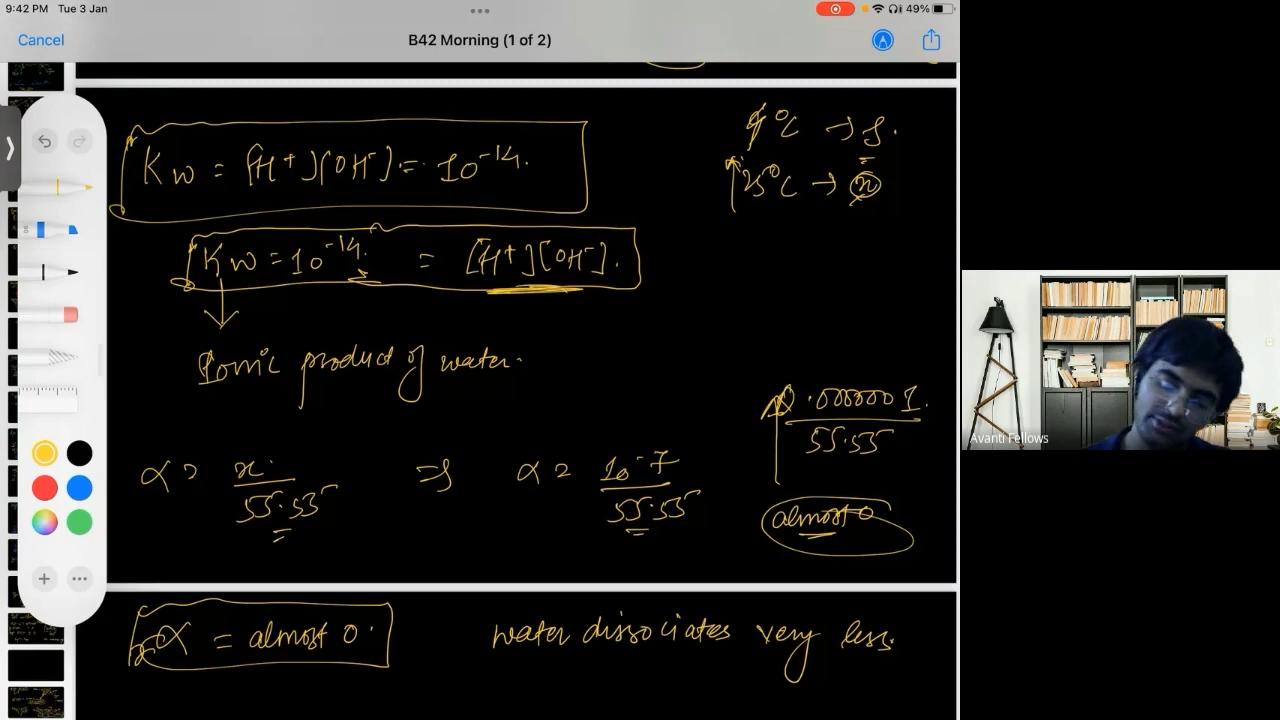 9:42 PM Tue 3 Jan
49%
Cancel
B42 Morning (1 of 2)
Kw = [H⁺][OH⁻] = 10⁻¹⁴.
4°C → s.
25°C → n
Kw = 10⁻¹⁴. = [H⁺][OH⁻].
Ionic product of water.
α = x / 55.55 ⇒ α = 10⁻⁷ / 55.55
0.0000001 / 55.55
almost 0
α = almost 0.
water dissociates very less.
Avanti Fellows